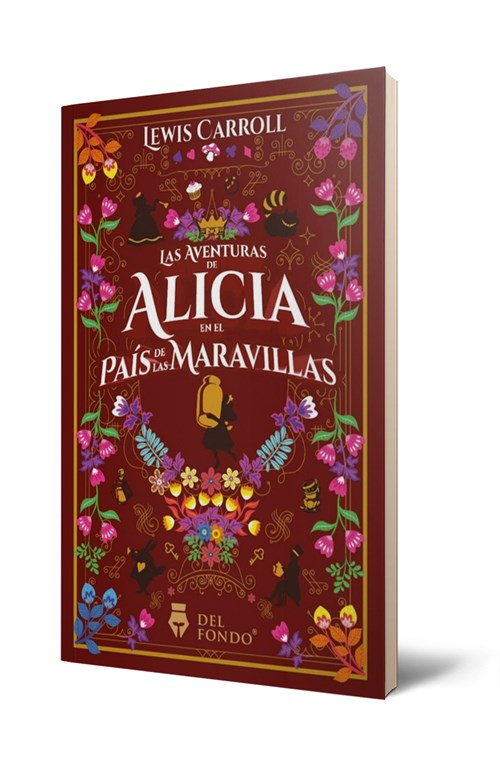 LEWIS CARROLL
LAS AVENTURAS
DE
ALICIA
EN EL
PAÍS DE LAS MARAVILLAS
DEL
FONDO®